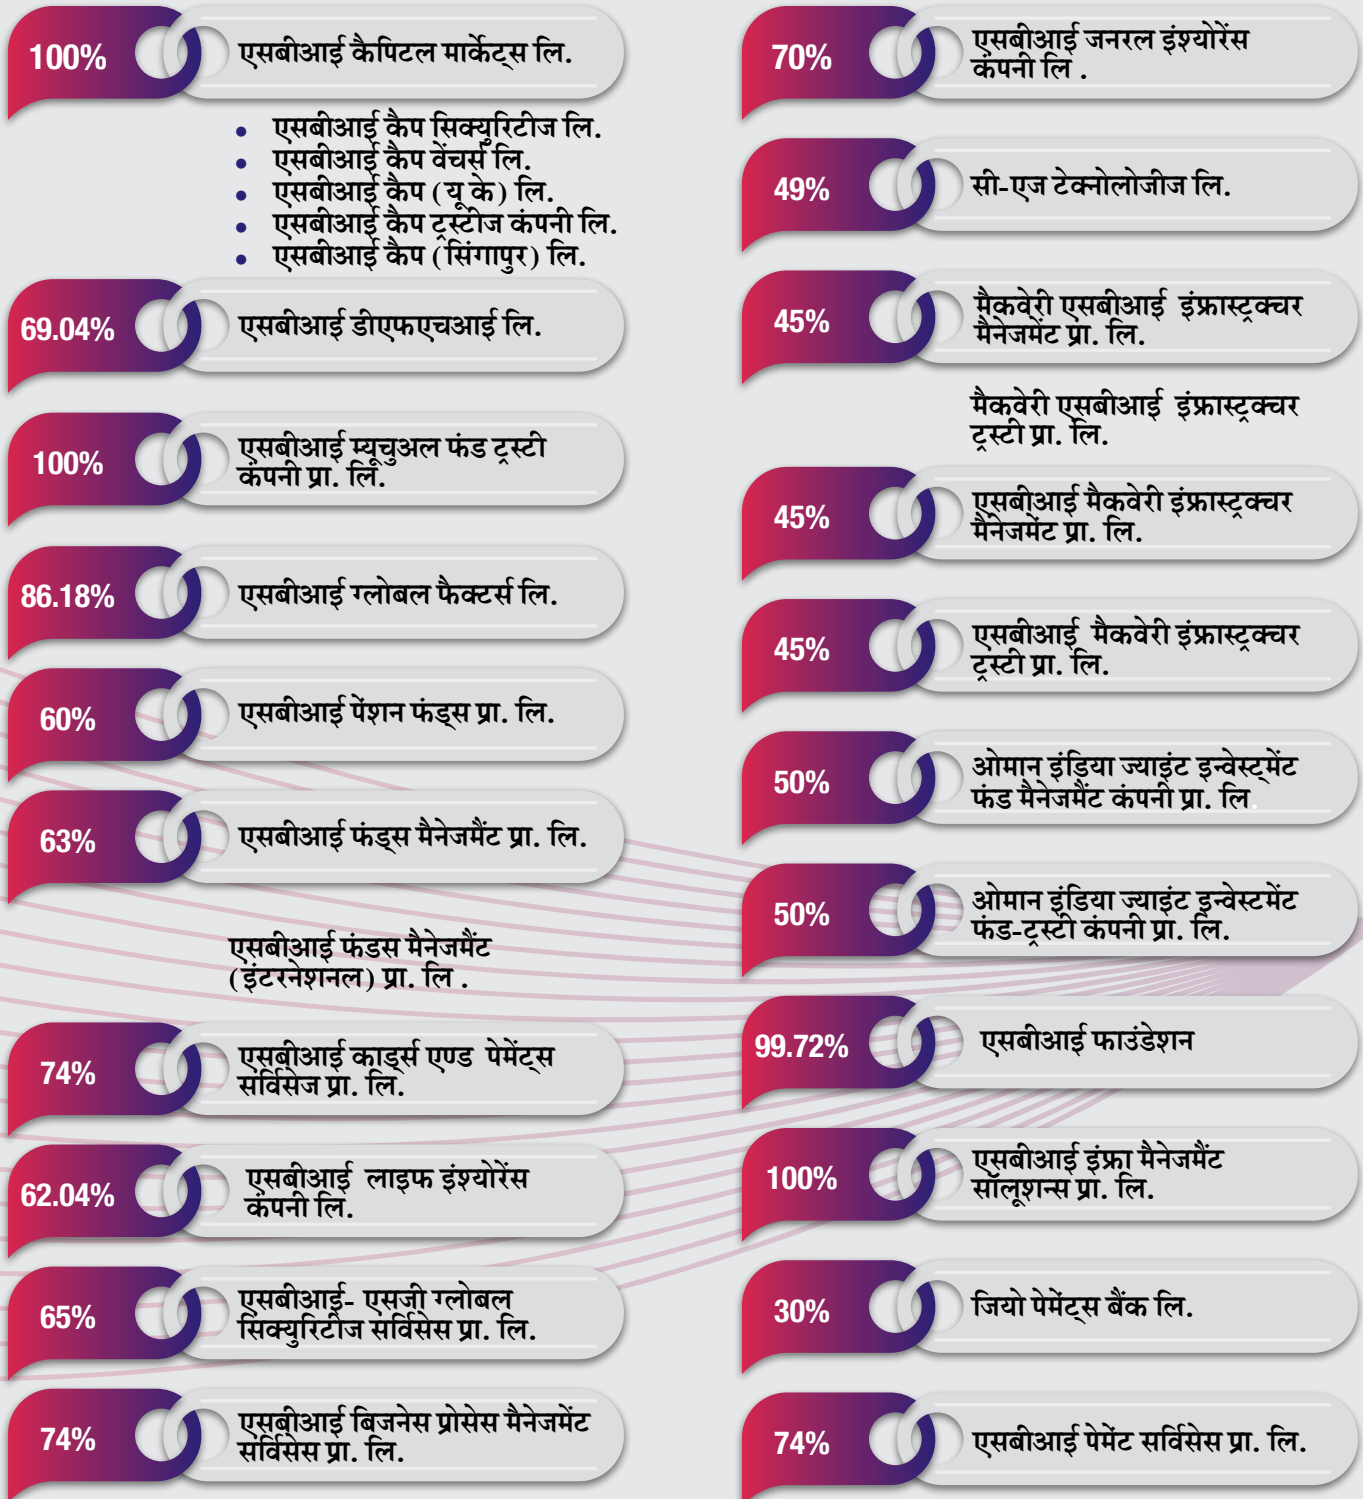 100%
एसबीआई कैपिटल मार्केट्स लि.
• एसबीआई कैप सिक्युरिटीज लि.
• एसबीआई कैप वेंचर्स लि.
• एसबीआई कैप (यू के) लि.
• एसबीआई कैप ट्रस्टीज कंपनी लि.
• एसबीआई कैप (सिंगापुर) लि.
69.04%
एसबीआई डीएफएचआई लि.
100%
एसबीआई म्यूचुअल फंड ट्रस्टी
कंपनी प्रा. लि.
86.18%
एसबीआई ग्लोबल फैक्टर्स लि.
60%
एसबीआई पेंशन फंड्स प्रा. लि.
63%
एसबीआई फंड्स मैनेजमैंट प्रा. लि.
एसबीआई फंडस मैनेजमैंट
(इंटरनेशनल) प्रा. लि .
74%
एसबीआई कार्ड्स एण्ड पेमेंट्स
सर्विसेज प्रा. लि.
62.04%
एसबीआई लाइफ इंश्योरेंस
कंपनी लि.
65%
एसबीआई- एसजी ग्लोबल
सिक्युरिटीज सर्विसेस प्रा. लि.
74%
एसबीआई बिजनेस प्रोसेस मैनेजमेंट
सर्विसेस प्रा. लि.
70%
एसबीआई जनरल इंश्योरेंस
कंपनी लि .
49%
सी-एज टेक्नोलोजीज लि.
45%
मैकवेरी एसबीआई इंफ्रास्ट्रक्चर
मैनेजमेंट प्रा. लि.
मैकवेरी एसबीआई इंफ्रास्ट्रक्चर
ट्रस्टी प्रा. लि.
45%
एसबीआई मैकवेरी इंफ्रास्ट्रक्चर
मैनेजमेंट प्रा. लि.
45%
एसबीआई मैकवेरी इंफ्रास्ट्रक्चर
ट्रस्टी प्रा. लि.
50%
ओमान इंडिया ज्याइंट इन्वेस्ट्मेंट
फंड मैनेजमैंट कंपनी प्रा. लि.
50%
ओमान इंडिया ज्याइंट इन्वेस्टमेंट
फंड-ट्रस्टी कंपनी प्रा. लि.
99.72%
एसबीआई फाउंडेशन
100%
एसबीआई इंफ्रा मैनेजमैंट
सॉलूशन्स प्रा. लि.
30%
जियो पेमेंट्स बैंक लि.
74%
एसबीआई पेमेंट सर्विसेस प्रा. लि.